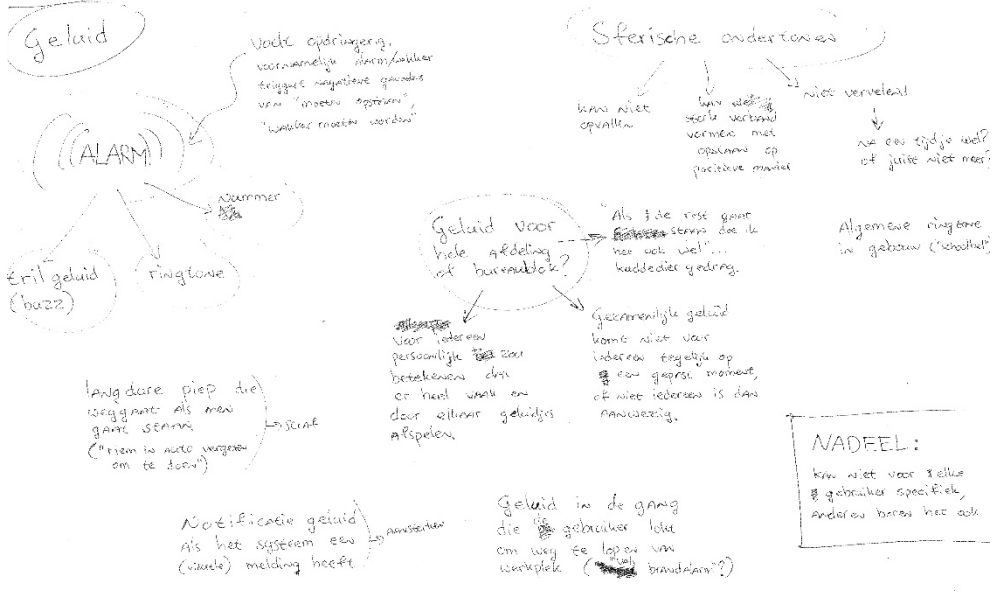 Geluid
Voelt opdringerig.
voornamelijk alarm/wekker
triggert negatieve gevoelens
van "moeten opstaan",
"wakker moeten worden"
(((ALARM)))
Nummer
tril geluid
(buzz)
ringtone
Sferische ondertonen
kan niet
opvallen
kan
sterk verband
vormen met
opstaan op
positieve manier
niet vervelend
na een tijdje wel?
of juist niet meer?
Geluid voor
hele afdeling
of bureaublok?
"Als de rest gaat
staan doe ik
het ook wel"...
kuddedier gedrag.
Algemene ringtone
in gebouw ("schoolbel")
voor iedereen
persoonlijk zou
betekenen dat
er heel vaak en
door elkaar geluidjes
afspelen.
Gezamenlijk geluid
komt niet voor
iedereen tegelijk op
een gepast moment,
of niet iedereen is dan
aanwezig.
langdure piep die
weggaat als men
gaat staan.
("riem in auto vergeten
om te doen")
straf
Notificatie geluid
Als het systeem een
(visuele) melding heeft.
Aansterken
Geluid in de gang
die gebruiker lokt
om weg te lopen van
werkplek ( brandalarm"?)
NADEEL:
kan niet voor elke
gebruiker specifiek,
Anderen horen het ook